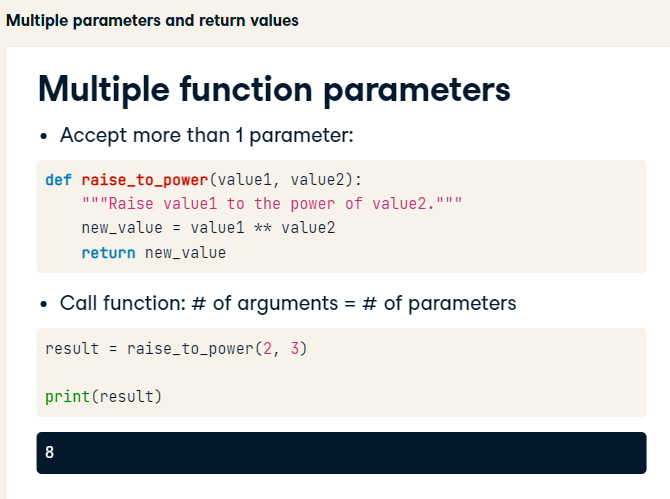 Multiple parameters and return values
Multiple function parameters
• Accept more than 1 parameter:
def raise_to_power(value1, value2):
    """Raise value1 to the power of value2."""
    new_value = value1 ** value2
    return new_value
• Call function: # of arguments = # of parameters
result = raise_to_power(2, 3)
print(result)
8